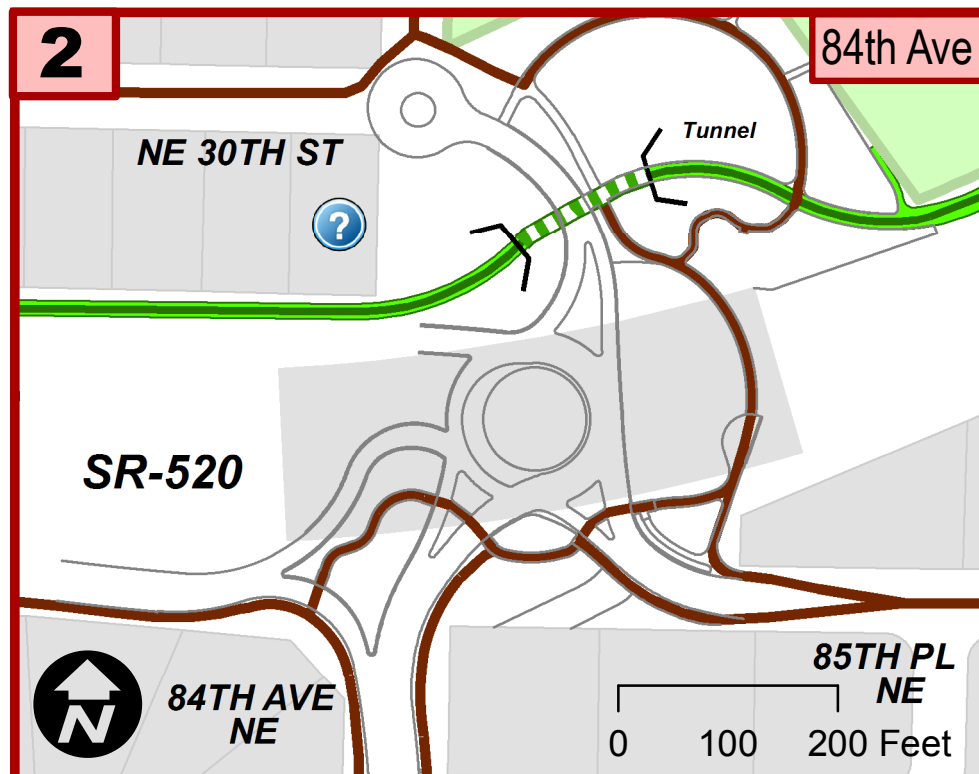 2
84th Ave
Tunnel
NE 30TH ST
?
SR-520
85TH PL
NE
84TH AVE
NE
N
0 100 200 Feet